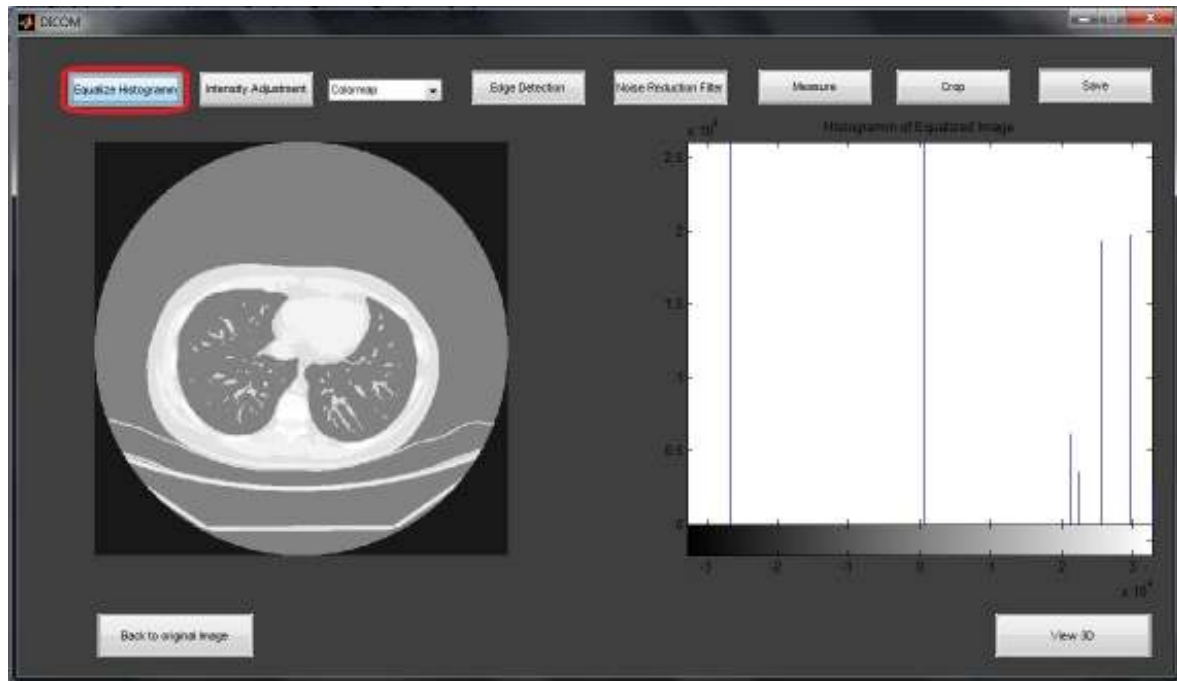 DICOM
Equalize Histogramm
Intensity Adjustment
Colormap
Edge Detection
Noise Reduction Filter
Measure
Crop
Save
x 10^4
Histogramm of Equalized Image
2.5
2
1.5
1
0.5
0
-3 -2 -1 0 1 2 3
x 10^4
Back to original image
View 3D